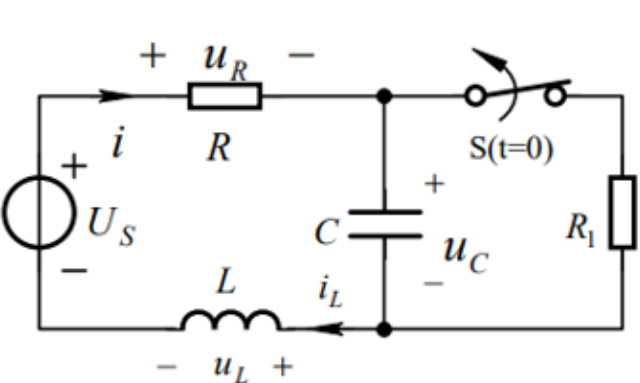 + u_R −
i R S(t=0)
+ U_S −
C + u_C −
R_1
L i_L
− u_L +